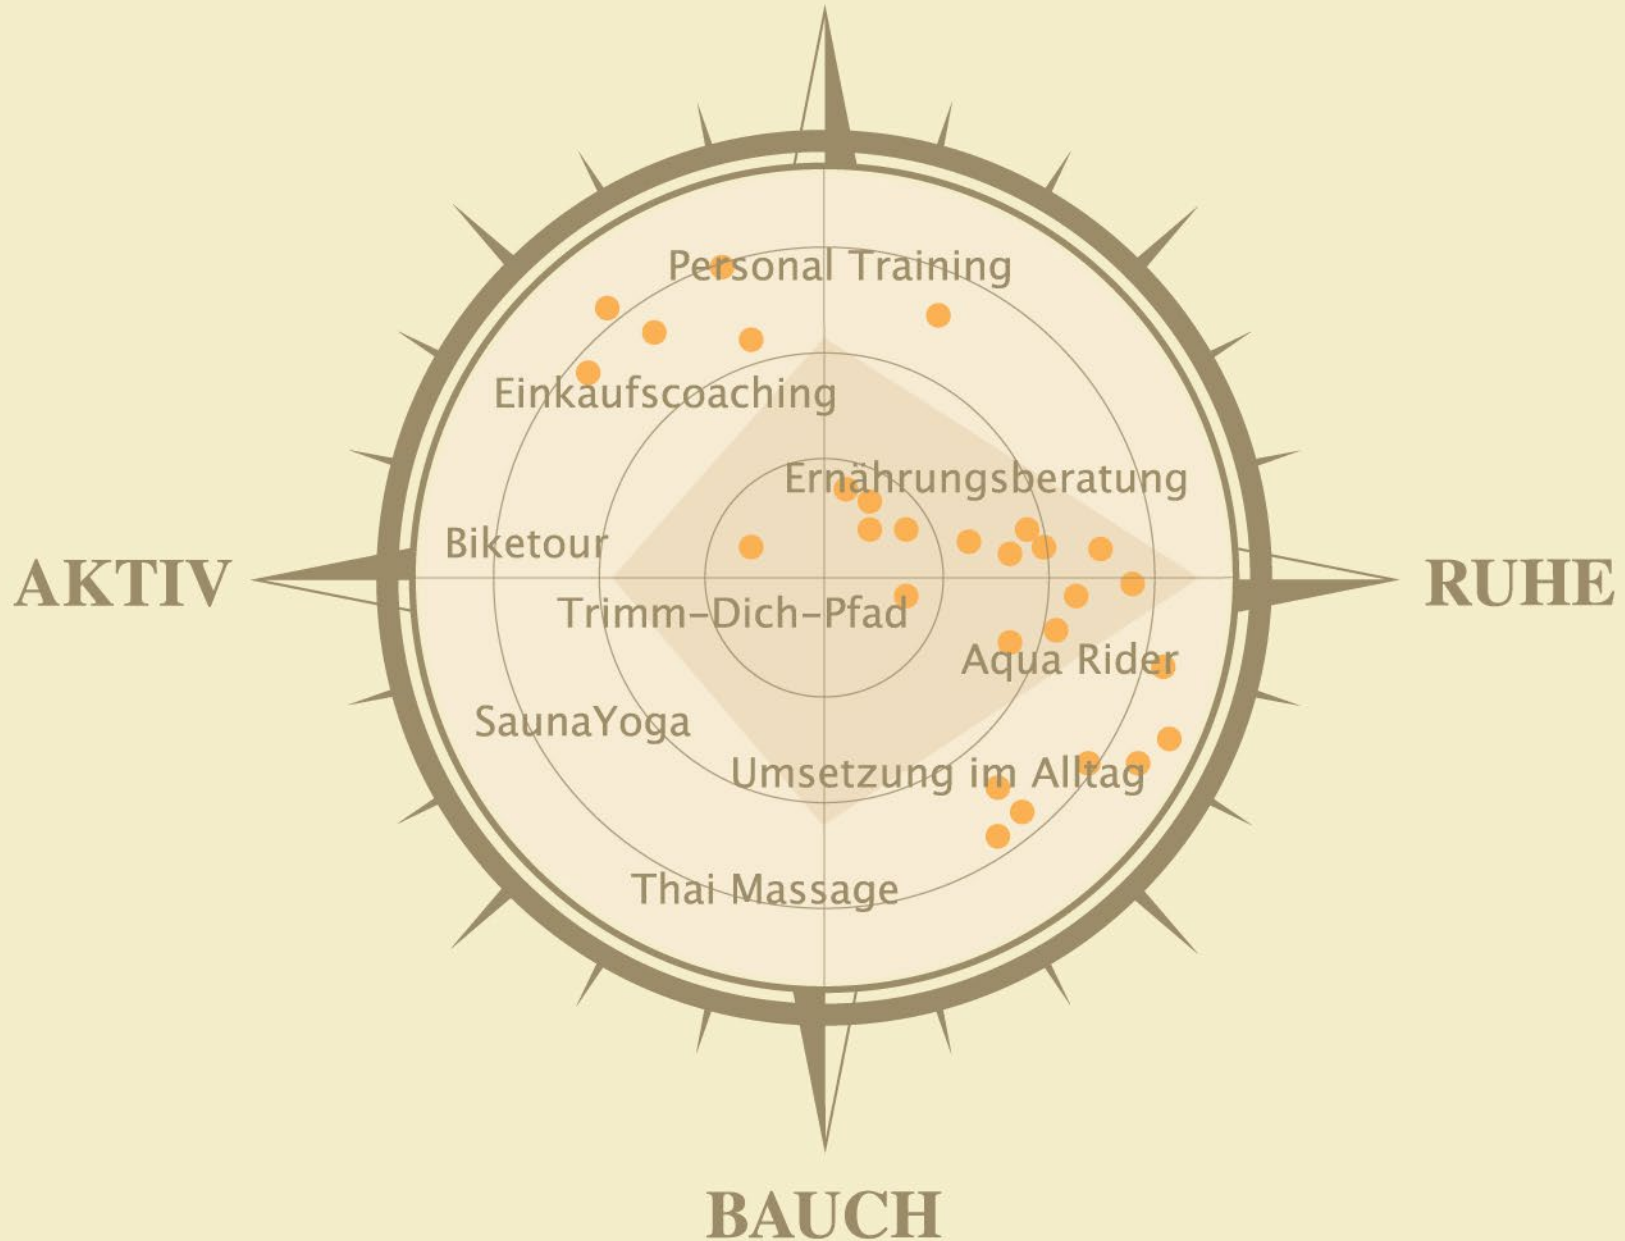 Personal Training
Einkaufscoaching
Ernährungsberatung
Biketour
AKTIV
RUHE
Trimm-Dich-Pfad
Aqua Rider
SaunaYoga
Umsetzung im Alltag
Thai Massage
BAUCH